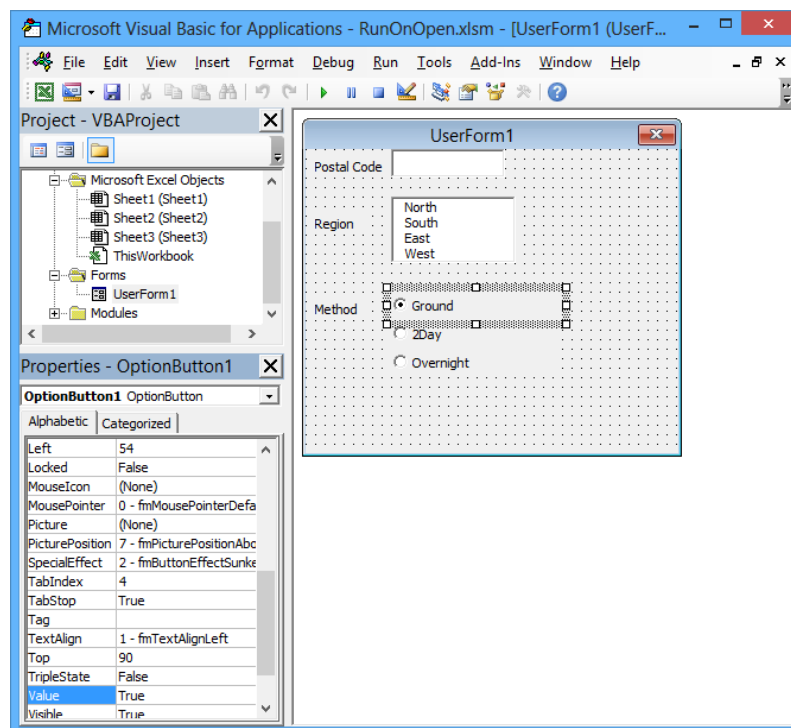 Microsoft Visual Basic for Applications - RunOnOpen.xlsm - [UserForm1 (UserF...
File Edit View Insert Format Debug Run Tools Add-Ins Window Help
Project - VBAProject
Microsoft Excel Objects
Sheet1 (Sheet1)
Sheet2 (Sheet2)
Sheet3 (Sheet3)
ThisWorkbook
Forms
UserForm1
Modules
Properties - OptionButton1
OptionButton1 OptionButton
Alphabetic Categorized
Left 54
Locked False
MouseIcon (None)
MousePointer 0 - fmMousePointerDefa
Picture (None)
PicturePosition 7 - fmPicturePositionAbo
SpecialEffect 2 - fmButtonEffectSunke
TabIndex 4
TabStop True
Tag
TextAlign 1 - fmTextAlignLeft
Top 90
TripleState False
Value True
Visible True
UserForm1
Postal Code
Region
North
South
East
West
Method
Ground
2Day
Overnight